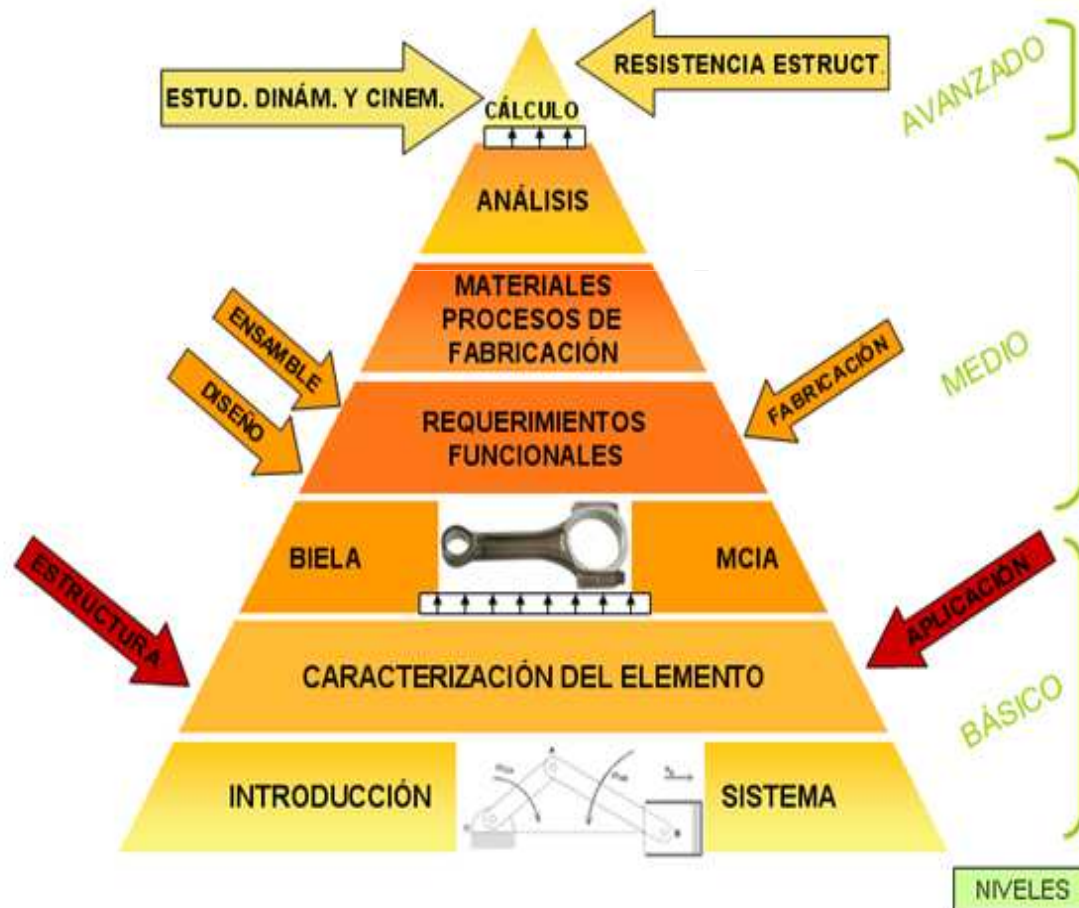 RESISTENCIA ESTRUCT.
ESTUD. DINÁM. Y CINEM.
CÁLCULO
AVANZADO
ANÁLISIS
MATERIALES
PROCESOS DE
FABRICACIÓN
ENSAMBLE
DISEÑO
FABRICACIÓN
MEDIO
REQUERIMIENTOS
FUNCIONALES
BIELA
MCIA
ESTRUCTURA
APLICACIÓN
CARACTERIZACIÓN DEL ELEMENTO
BÁSICO
INTRODUCCIÓN
A
B
SISTEMA
NIVELES